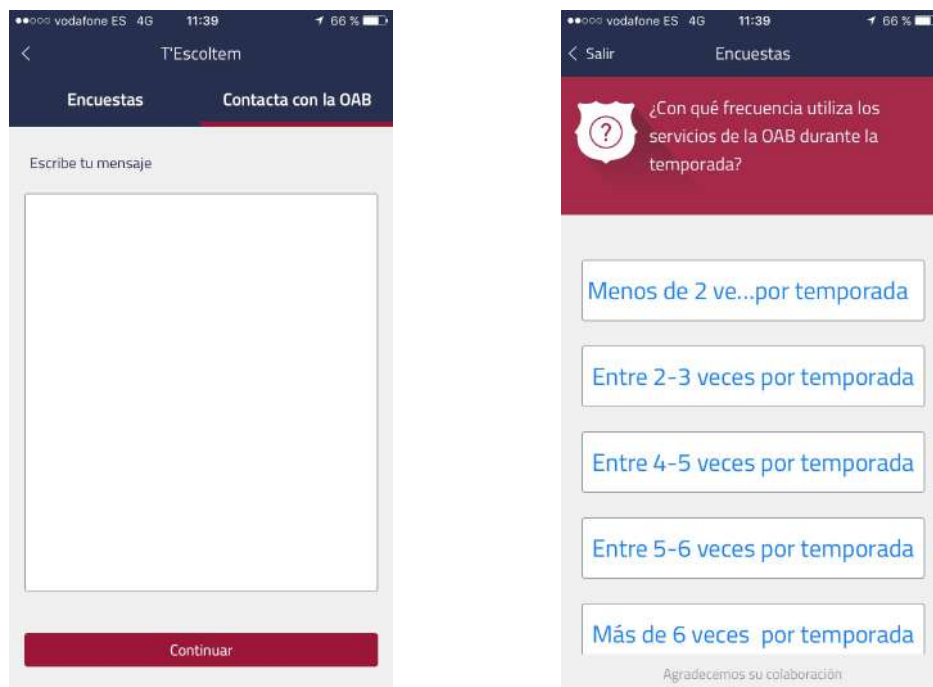 vodafone ES 4G 11:39 66 %
T'Escoltem
Encuestas Contacta con la OAB
Escribe tu mensaje
Continuar
vodafone ES 4G 11:39 66 %
< Salir Encuestas
¿Con qué frecuencia utiliza los
servicios de la OAB durante la
temporada?
?
Menos de 2 ve...por temporada
Entre 2-3 veces por temporada
Entre 4-5 veces por temporada
Entre 5-6 veces por temporada
Más de 6 veces por temporada
Agradecemos su colaboración